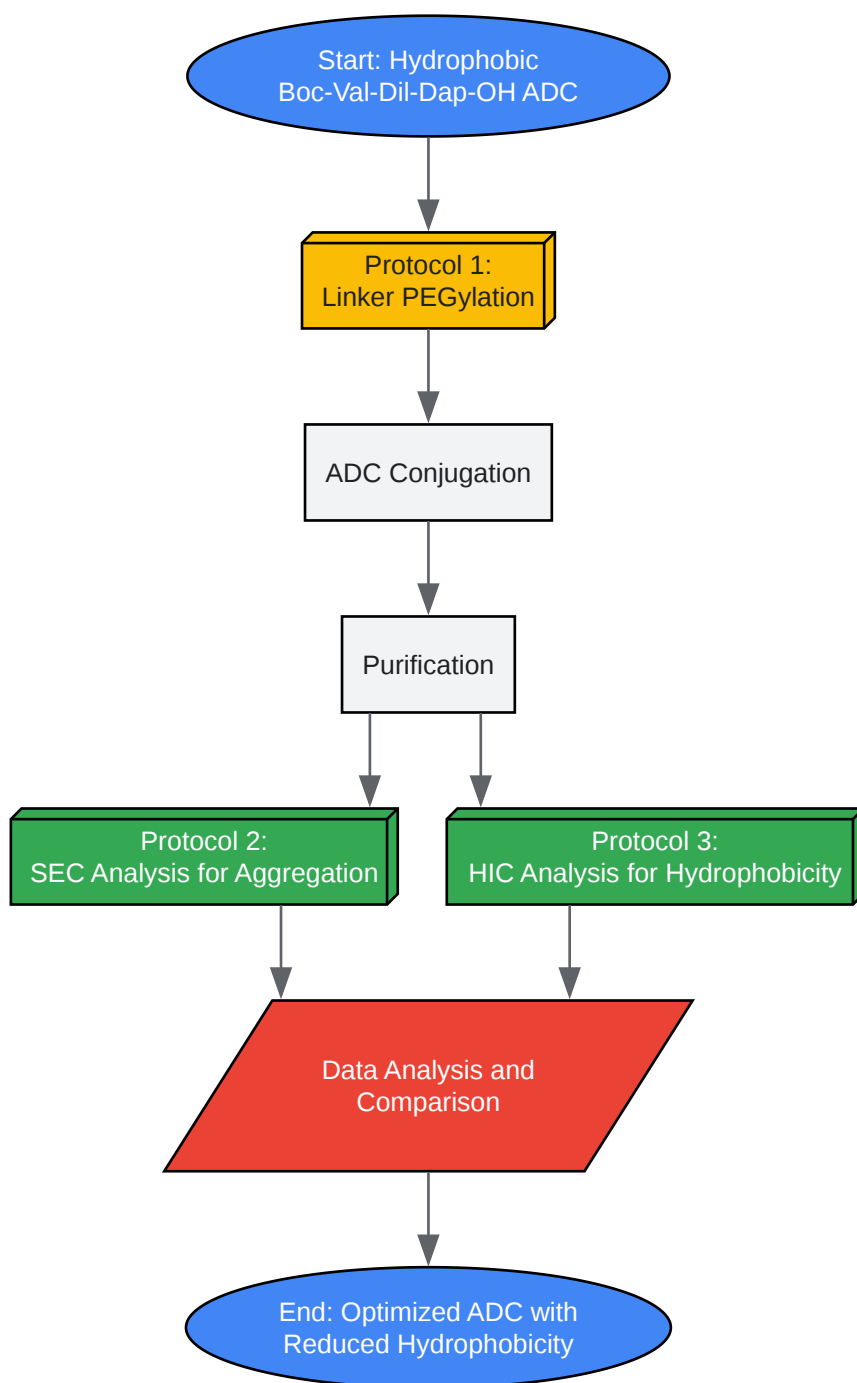 Start: Hydrophobic
Boc-Val-Dil-Dap-OH ADC
Protocol 1:
Linker PEGylation
ADC Conjugation
Purification
Protocol 2:
SEC Analysis for Aggregation
Protocol 3:
HIC Analysis for Hydrophobicity
Data Analysis and
Comparison
End: Optimized ADC with
Reduced Hydrophobicity